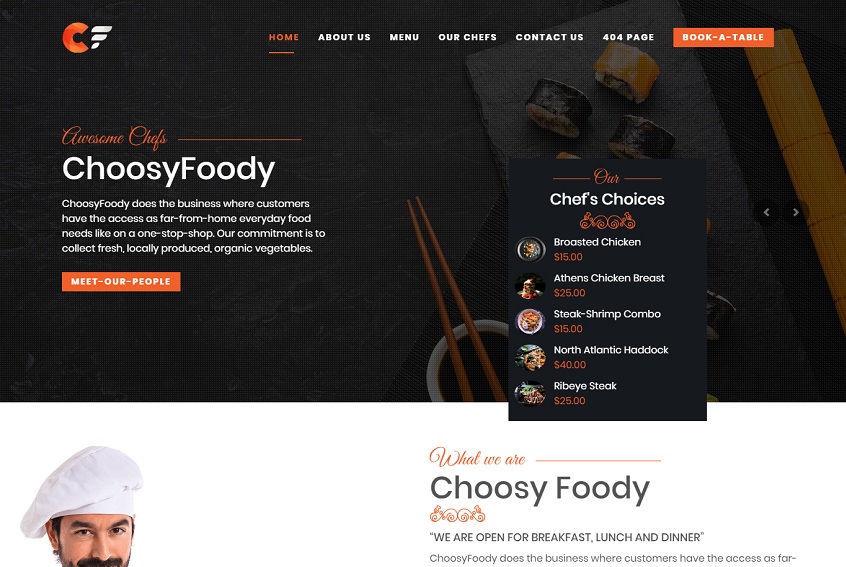 CF
HOME ABOUT US MENU OUR CHEFS CONTACT US 404 PAGE BOOK-A-TABLE
Awesome Chefs
ChoosyFoody
ChoosyFoody does the business where customers
have the access as far-from-home everyday food
needs like on a one-stop-shop. Our commitment is to
collect fresh, locally produced, organic vegetables.
MEET-OUR-PEOPLE
Our
Chef's Choices
Broasted Chicken
$15.00
Athens Chicken Breast
$25.00
Steak-Shrimp Combo
$15.00
North Atlantic Haddock
$40.00
Ribeye Steak
$25.00
What we are
Choosy Foody
“WE ARE OPEN FOR BREAKFAST, LUNCH AND DINNER”
ChoosyFoody does the business where customers have the access as far-